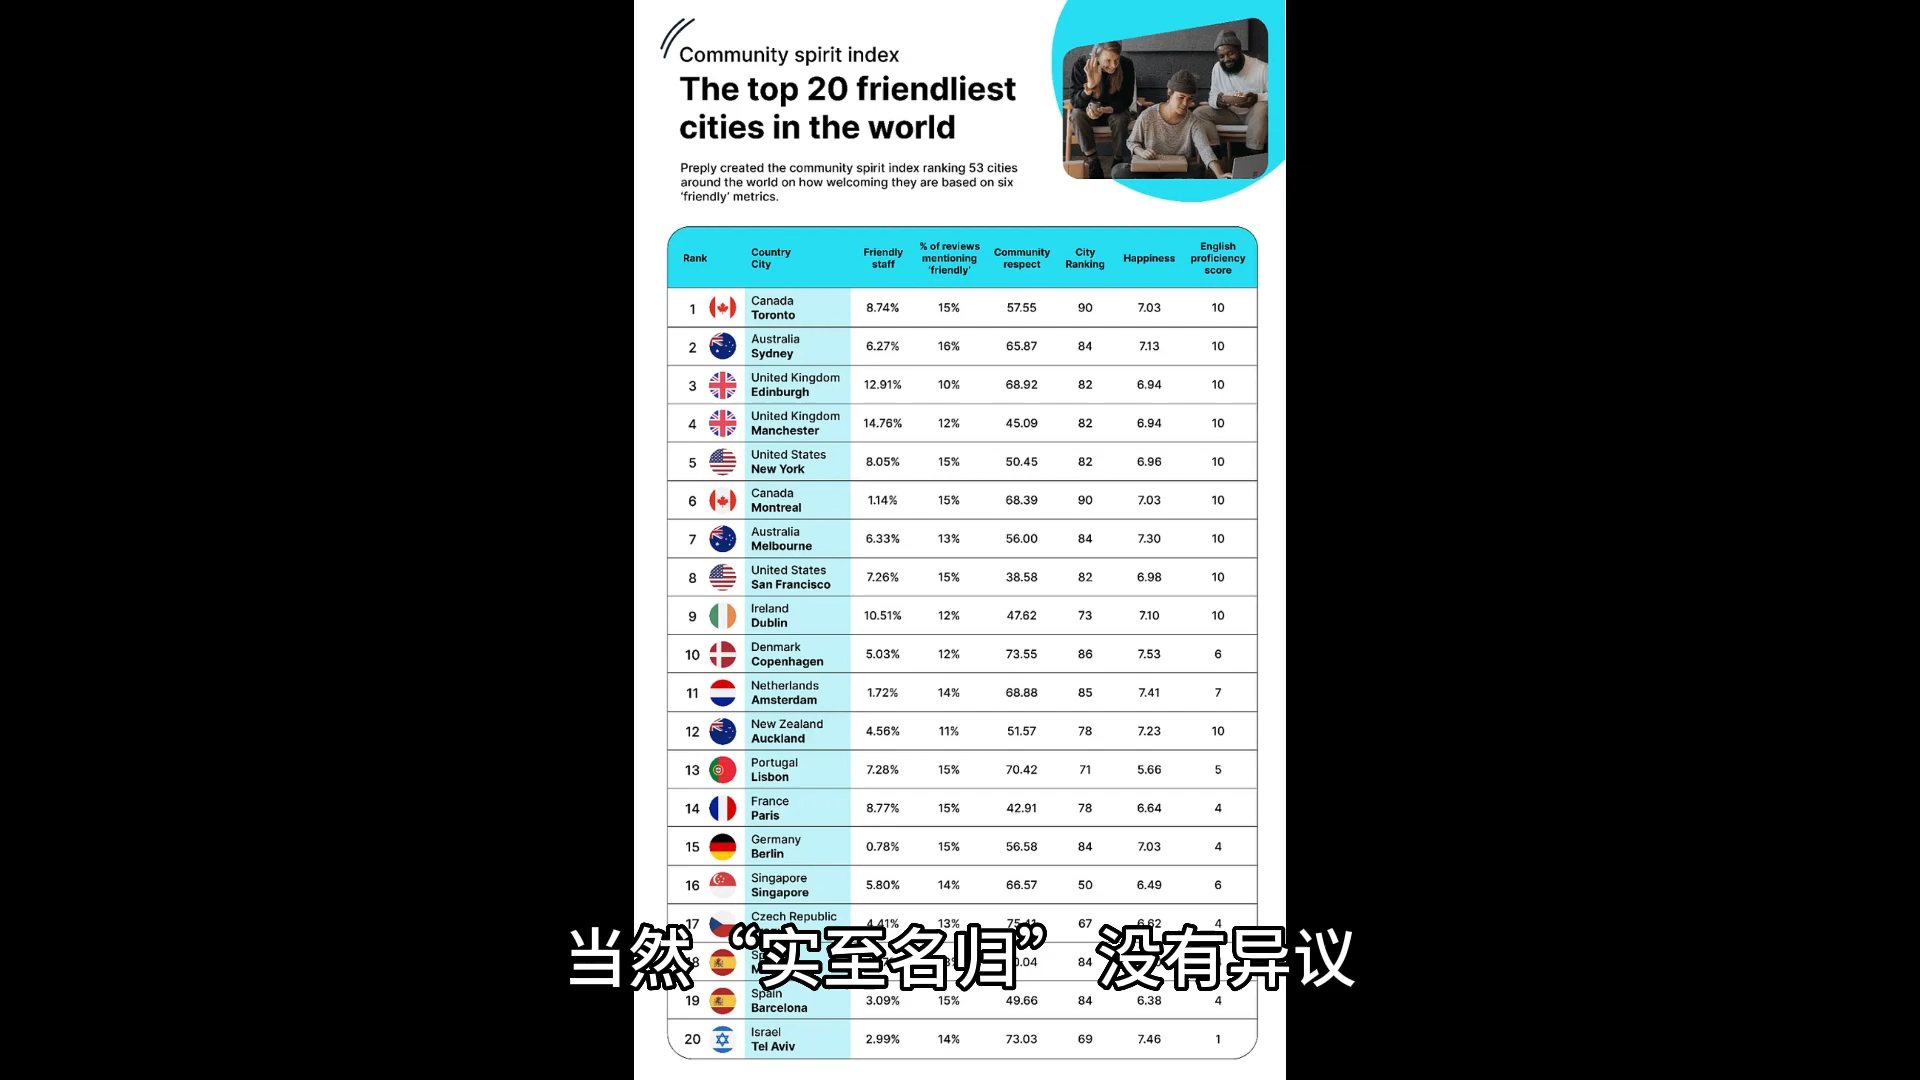 Community spirit index
The top 20 friendliest
cities in the world
Preply created the community spirit index ranking 53 cities
around the world on how welcoming they are based on six
‘friendly’ metrics.
Rank Country City Friendly staff % of reviews mentioning ‘friendly’ Community respect City Ranking Happiness English proficiency score
1 Canada Toronto 8.74% 15% 57.55 90 7.03 10
2 Australia Sydney 6.27% 16% 65.87 84 7.13 10
3 United Kingdom Edinburgh 12.91% 10% 68.92 82 6.94 10
4 United Kingdom Manchester 14.76% 12% 45.09 82 6.94 10
5 United States New York 8.05% 15% 50.45 82 6.96 10
6 Canada Montreal 1.14% 15% 68.39 90 7.03 10
7 Australia Melbourne 6.33% 13% 56.00 84 7.30 10
8 United States San Francisco 7.26% 15% 38.58 82 6.98 10
9 Ireland Dublin 10.51% 12% 47.62 73 7.10 10
10 Denmark Copenhagen 5.03% 12% 73.55 86 7.53 6
11 Netherlands Amsterdam 1.72% 14% 68.88 85 7.41 7
12 New Zealand Auckland 4.56% 11% 51.57 78 7.23 10
13 Portugal Lisbon 7.28% 15% 70.42 71 5.66 5
14 France Paris 8.77% 15% 42.91 78 6.64 4
15 Germany Berlin 0.78% 15% 56.58 84 7.03 4
16 Singapore Singapore 5.80% 14% 66.57 50 6.49 6
17 Czech Republic 4.41% 13% 75.41 67 6.62 4
84
当然“实至名归” 没有异议
19 Spain Barcelona 3.09% 15% 49.66 84 6.38 4
20 Israel Tel Aviv 2.99% 14% 73.03 69 7.46 1